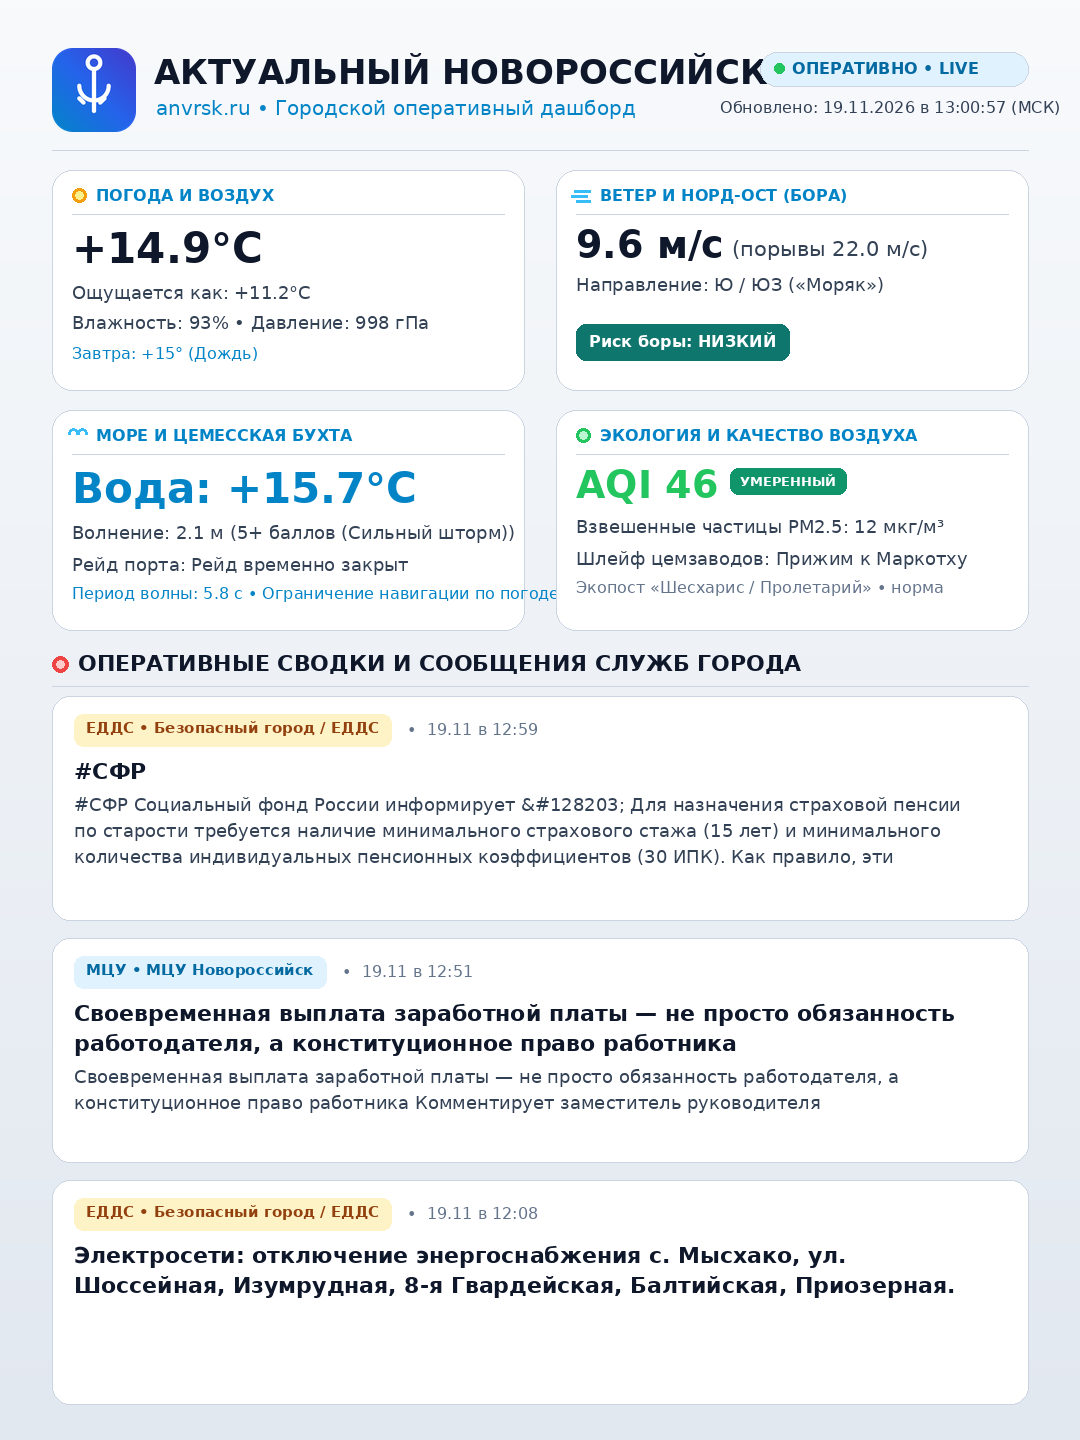 АКТУАЛЬНЫЙ НОВОРОССИЙСК
ОПЕРАТИВНО • LIVE
anvrsk.ru • Городской оперативный дашборд
Обновлено: 19.11.2026 в 13:00:57 (МСК)
ПОГОДА И ВОЗДУХ
+14.9°C
Ощущается как: +11.2°C
Влажность: 93% • Давление: 998 гПа
Завтра: +15° (Дождь)
ВЕТЕР И НОРД-ОСТ (БОРА)
9.6 м/с (порывы 22.0 м/с)
Направление: Ю / ЮЗ («Моряк»)
Риск боры: НИЗКИЙ
МОРЕ И ЦЕМЕССКАЯ БУХТА
Вода: +15.7°C
Волнение: 2.1 м (5+ баллов (Сильный шторм))
Рейд порта: Рейд временно закрыт
Период волны: 5.8 с • Ограничение навигации по погоде
ЭКОЛОГИЯ И КАЧЕСТВО ВОЗДУХА
AQI 46 УМЕРЕННЫЙ
Взвешенные частицы PM2.5: 12 мкг/м³
Шлейф цемзаводов: Прижим к Маркотху
Экопост «Шесхарис / Пролетарий» • норма
ОПЕРАТИВНЫЕ СВОДКИ И СООБЩЕНИЯ СЛУЖБ ГОРОДА
ЕДДС • Безопасный город / ЕДДС • 19.11 в 12:59
#СФР
#СФР Социальный фонд России информирует &#128203; Для назначения страховой пенсии
по старости требуется наличие минимального страхового стажа (15 лет) и минимального
количества индивидуальных пенсионных коэффициентов (30 ИПК). Как правило, эти
МЦУ • МЦУ Новороссийск • 19.11 в 12:51
Своевременная выплата заработной платы — не просто обязанность
работодателя, а конституционное право работника
Своевременная выплата заработной платы — не просто обязанность работодателя, а
конституционное право работника Комментирует заместитель руководителя
ЕДДС • Безопасный город / ЕДДС • 19.11 в 12:08
Электросети: отключение энергоснабжения с. Мысхако, ул.
Шоссейная, Изумрудная, 8-я Гвардейская, Балтийская, Приозерная.